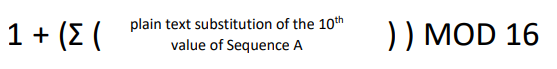 1 + (Σ ( plain text substitution of the 10th value of Sequence A ) ) MOD 16